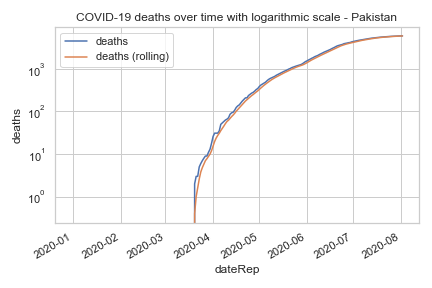 COVID-19 deaths over time with logarithmic scale - Pakistan
deaths
deaths (rolling)
10³
10²
10¹
10⁰
deaths
2020-01
2020-02
2020-03
2020-04
2020-05
2020-06
2020-07
2020-08
dateRep